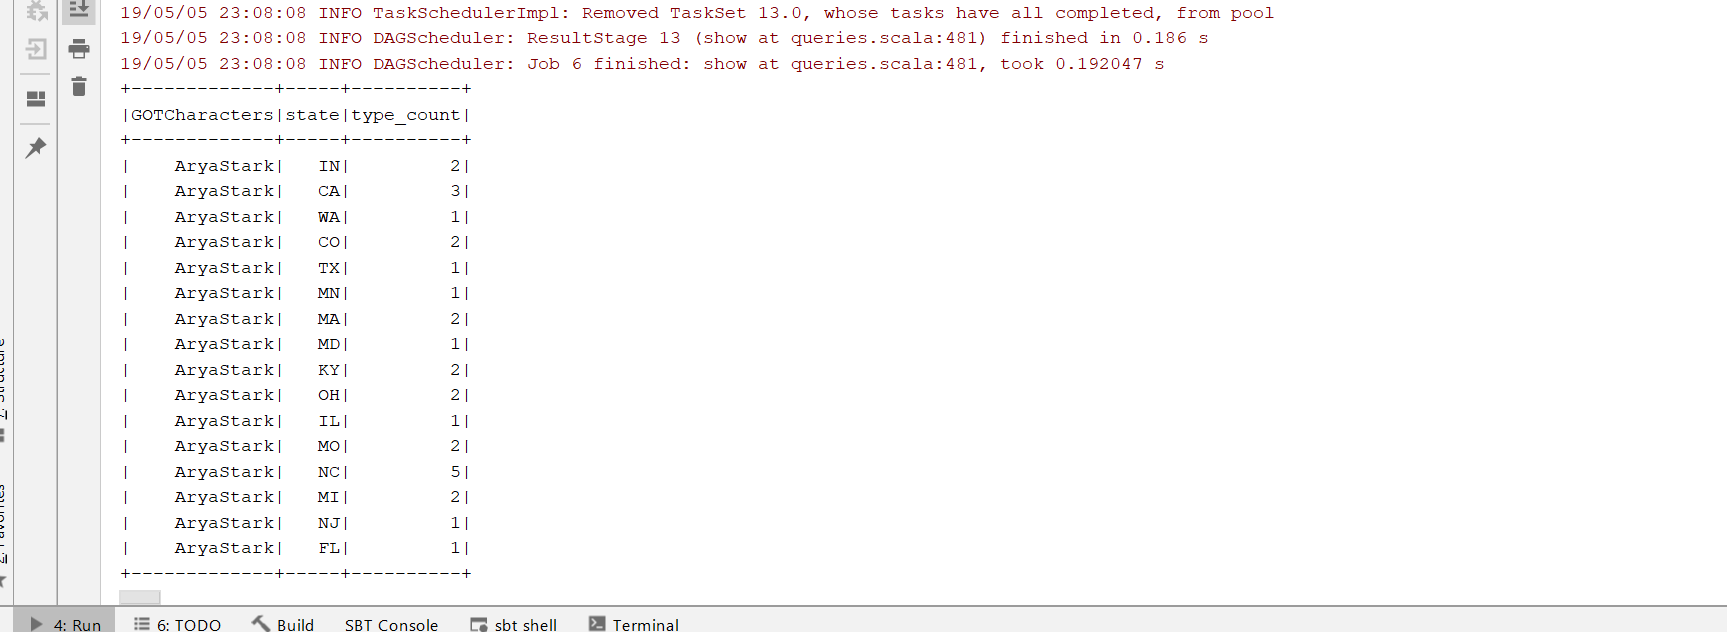 19/05/05 23:08:08 INFO TaskSchedulerImpl: Removed TaskSet 13.0, whose tasks have all completed, from pool
19/05/05 23:08:08 INFO DAGScheduler: ResultStage 13 (show at queries.scala:481) finished in 0.186 s
19/05/05 23:08:08 INFO DAGScheduler: Job 6 finished: show at queries.scala:481, took 0.192047 s
+-------------+-----+----------+
|GOTCharacters|state|type_count|
+-------------+-----+----------+
|    AryaStark|   IN|         2|
|    AryaStark|   CA|         3|
|    AryaStark|   WA|         1|
|    AryaStark|   CO|         2|
|    AryaStark|   TX|         1|
|    AryaStark|   MN|         1|
|    AryaStark|   MA|         2|
|    AryaStark|   MD|         1|
|    AryaStark|   KY|         2|
|    AryaStark|   OH|         2|
|    AryaStark|   IL|         1|
|    AryaStark|   MO|         2|
|    AryaStark|   NC|         5|
|    AryaStark|   MI|         2|
|    AryaStark|   NJ|         1|
|    AryaStark|   FL|         1|
+-------------+-----+----------+
4: Run 6: TODO Build SBT Console sbt shell Terminal